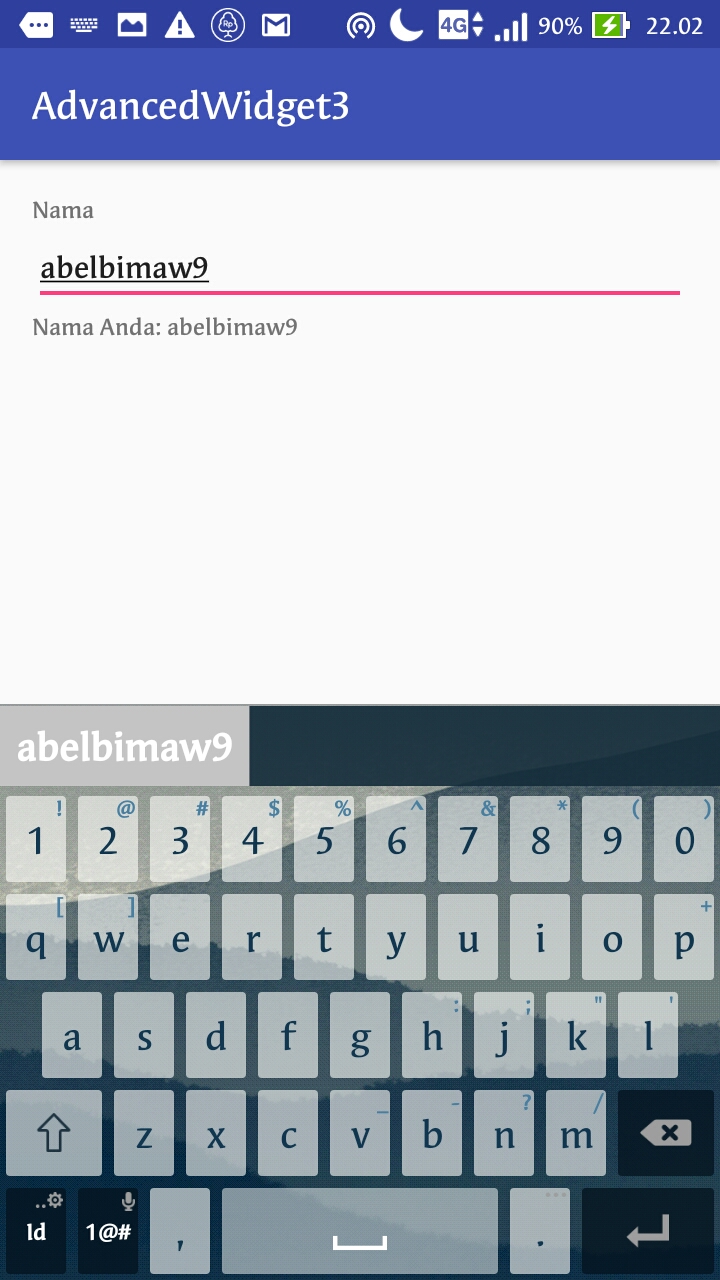 4G 90% 22.02
AdvancedWidget3
Nama
abelbimaw9
Nama Anda: abelbimaw9
abelbimaw9
! @ # $ % ^ & * ( )
1 2 3 4 5 6 7 8 9 0
[ ] +
q w e r t y u i o p
: ; " '
a s d f g h j k l
_ - ? /
z x c v b n m
Id 1@# , .